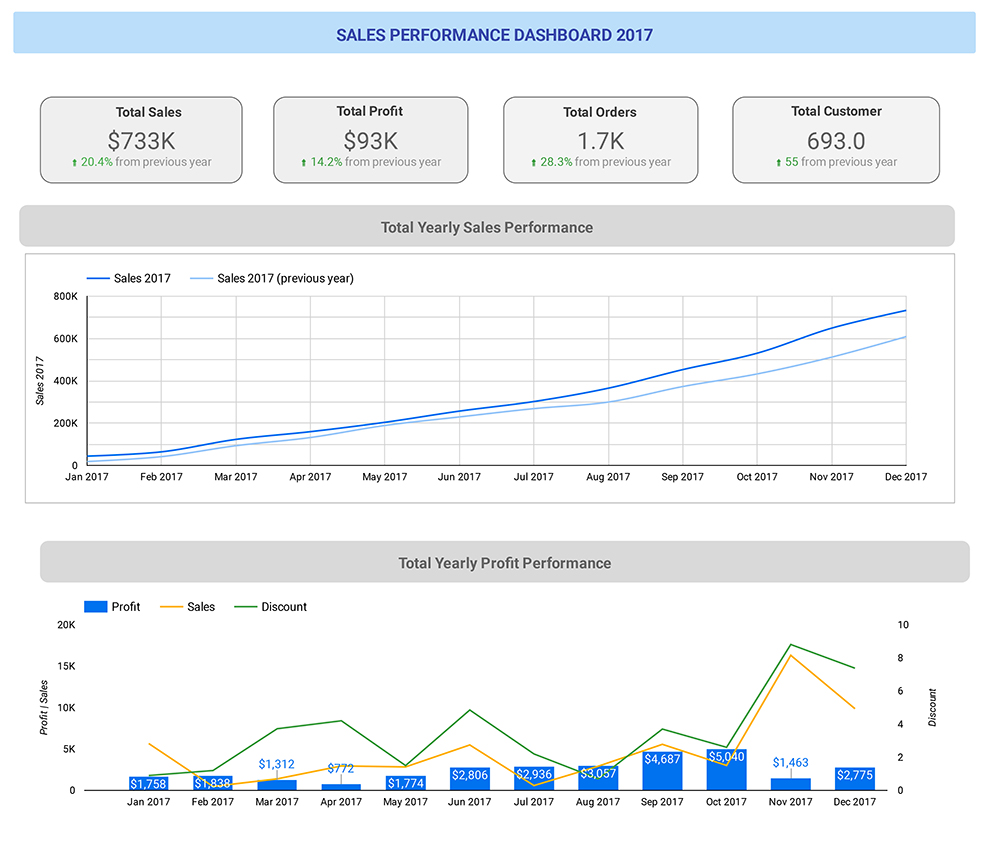 SALES PERFORMANCE DASHBOARD 2017
Total Sales
$733K
20.4% from previous year
Total Profit
$93K
14.2% from previous year
Total Orders
1.7K
28.3% from previous year
Total Customer
693.0
55 from previous year
Total Yearly Sales Performance
Sales 2017
Sales 2017 (previous year)
800K
600K
400K
200K
0
Sales 2017
Jan 2017
Feb 2017
Mar 2017
Apr 2017
May 2017
Jun 2017
Jul 2017
Aug 2017
Sep 2017
Oct 2017
Nov 2017
Dec 2017
Total Yearly Profit Performance
Profit
Sales
Discount
20K
15K
10K
5K
0
Profit | Sales
10
8
6
4
2
0
Discount
$1,758
$1,838
$1,312
$772
$1,774
$2,806
$2,936
$3,057
$4,687
$5,040
$1,463
$2,775
Jan 2017
Feb 2017
Mar 2017
Apr 2017
May 2017
Jun 2017
Jul 2017
Aug 2017
Sep 2017
Oct 2017
Nov 2017
Dec 2017